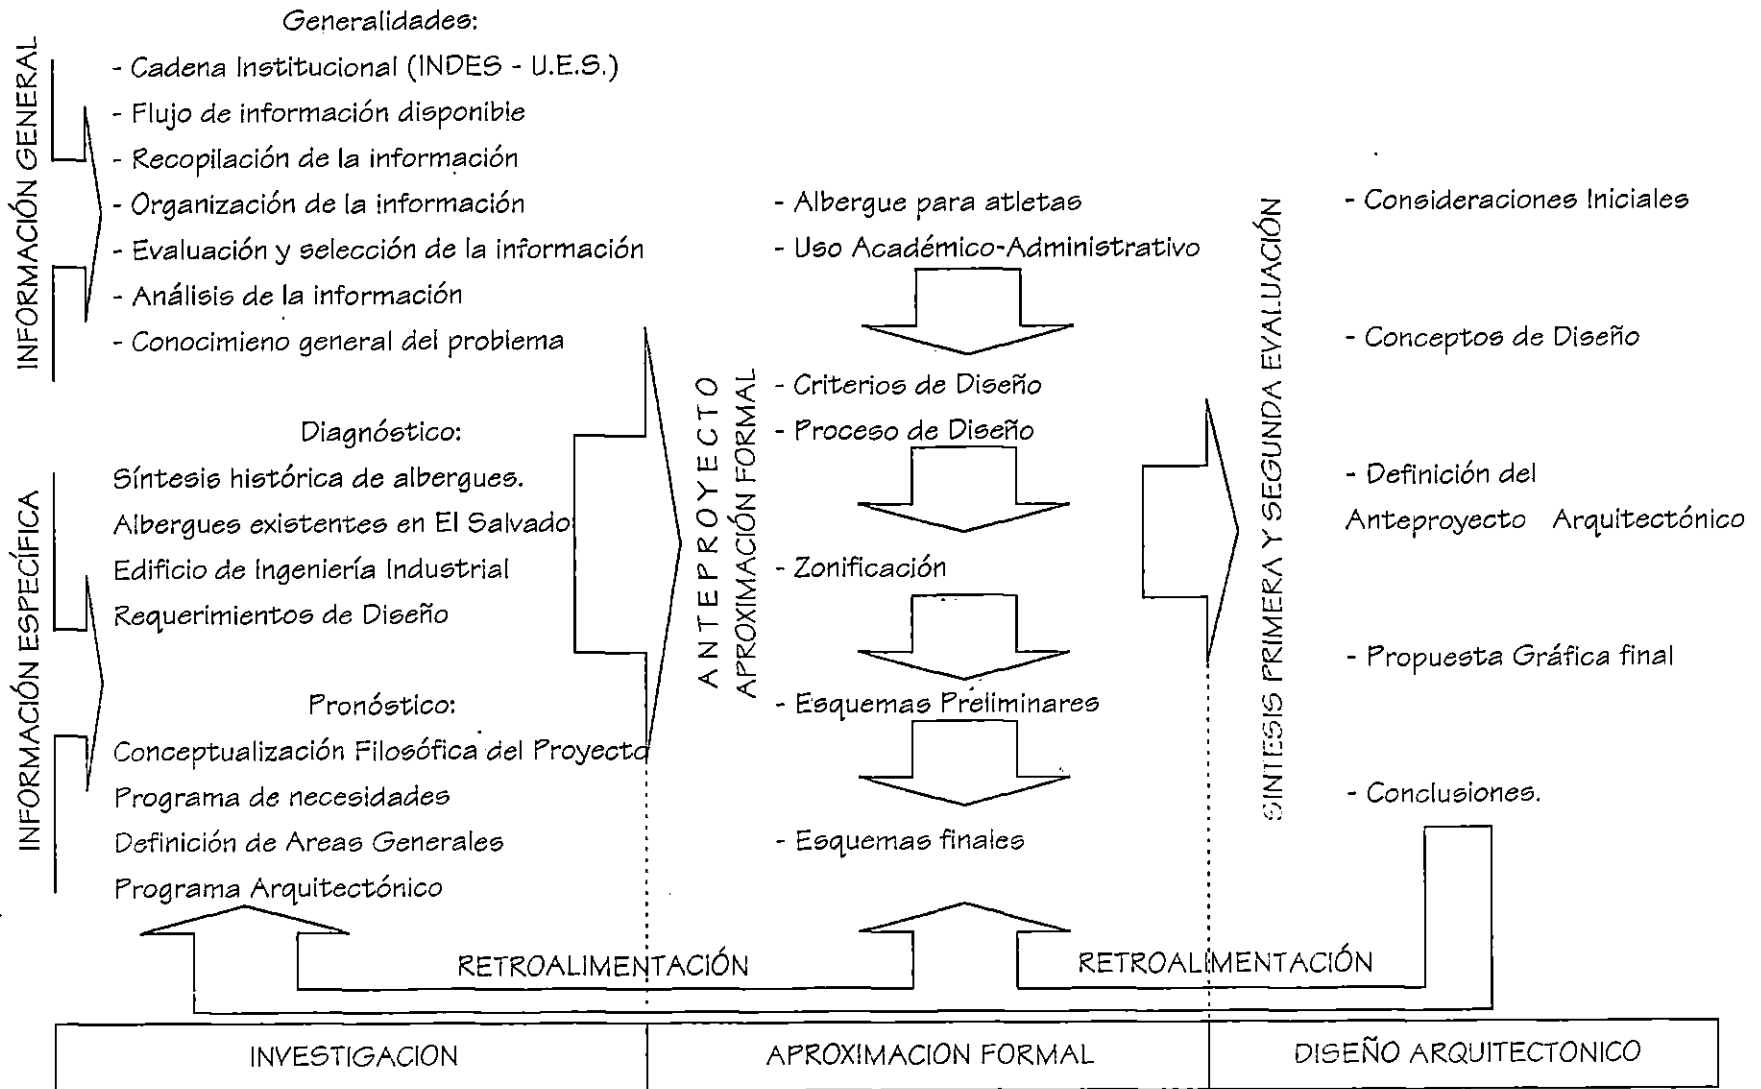 INFORMACIÓN GENERAL
Generalidades:
- Cadena Institucional (INDES - U.E.S.)
- Flujo de información disponible
- Recopilación de la información
- Organización de la información
- Evaluación y selección de la información
- Análisis de la información
- Conocimieno general del problema
INFORMACIÓN ESPECÍFICA
Diagnóstico:
Síntesis histórica de albergues.
Albergues existentes en El Salvado
Edificio de Ingeniería Industrial
Requerimientos de Diseño
Pronóstico:
Conceptualización Filosófica del Proyecto
Programa de necesidades
Definición de Areas Generales
Programa Arquitectónico
ANTEPROYECTO
APROXIMACIÓN FORMAL
- Albergue para atletas
- Uso Académico-Administrativo
- Criterios de Diseño
- Proceso de Diseño
- Zonificación
- Esquemas Preliminares
- Esquemas finales
SINTESIS PRIMERA Y SEGUNDA EVALUACIÓN
- Consideraciones Iniciales
- Conceptos de Diseño
- Definición del
Anteproyecto Arquitectónico
- Propuesta Gráfica final
- Conclusiones.
RETROALIMENTACIÓN
RETROALIMENTACIÓN
INVESTIGACION
APROXIMACION FORMAL
DISEÑO ARQUITECTONICO